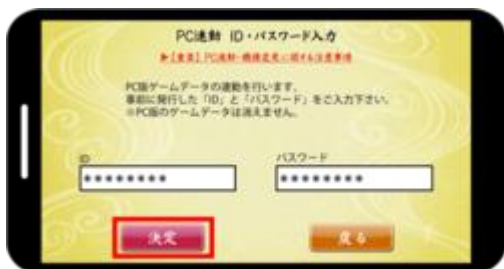 PC連動 ID・パスワード入力
▶【重要】PC連動・機種変更に関する注意事項
PC版ゲームデータの連動を行います。
事前に発行した「ID」と「パスワード」をご入力下さい。
※PC版のゲームデータは消えません。
ID
パスワード
********
********
決定
戻る